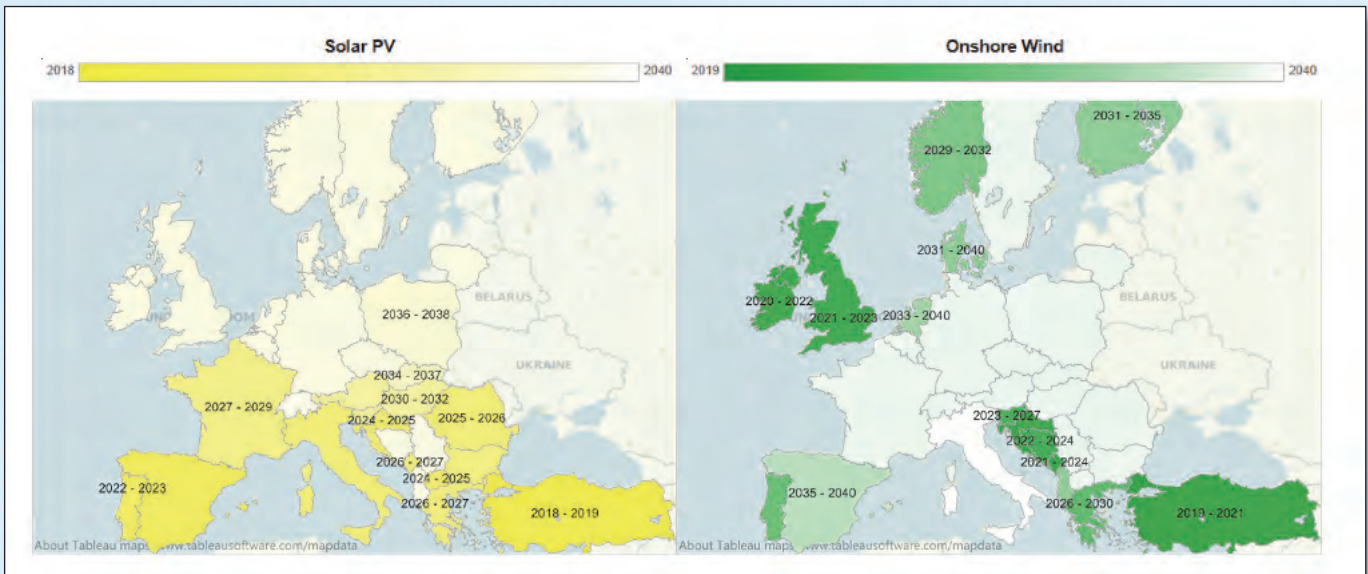 Solar PV
2018
2040
2036 - 2038
BELARUS
UKRAINE
2034 - 2037
2027 - 2029
2030 - 2032
2024 - 2025
2025 - 2026
2026 - 2027
2022 - 2023
2024 - 2025
2026 - 2027
2018 - 2019
About Tableau maps: www.tableausoftware.com/mapdata
Onshore Wind
2019
2040
2031 - 2035
2029 - 2032
2031 - 2040
BELARUS
2020 - 2022
2021 - 2023
2033 - 2040
UKRAINE
2023 - 2027
2022 - 2024
2021 - 2024
2035 - 2040
2026 - 2030
2019 - 2021
About Tableau maps: www.tableausoftware.com/mapdata